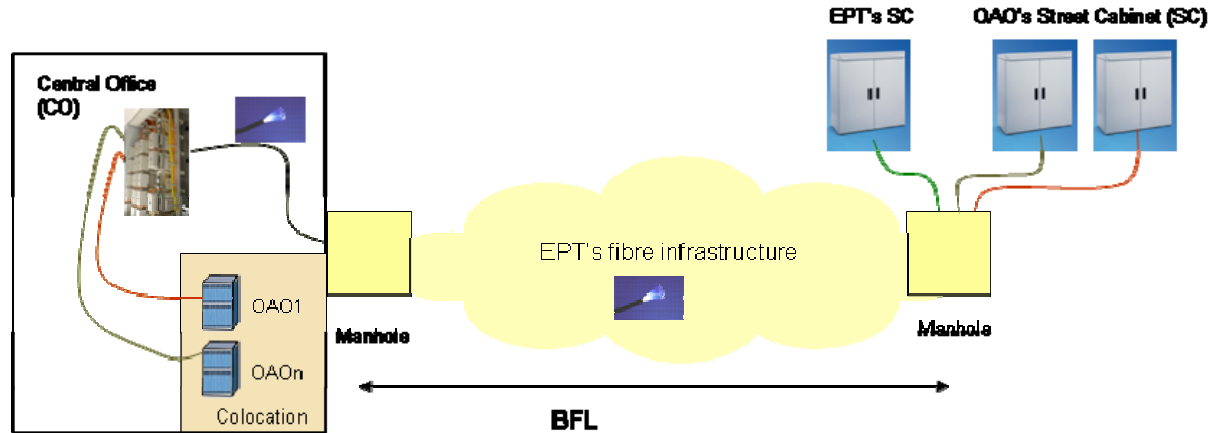 EPT's SC
OAO's Street Cabinet (SC)
Central Office
(CO)
EPT's fibre infrastructure
OAO1
Manhole
Manhole
OAOn
Colocation
BFL